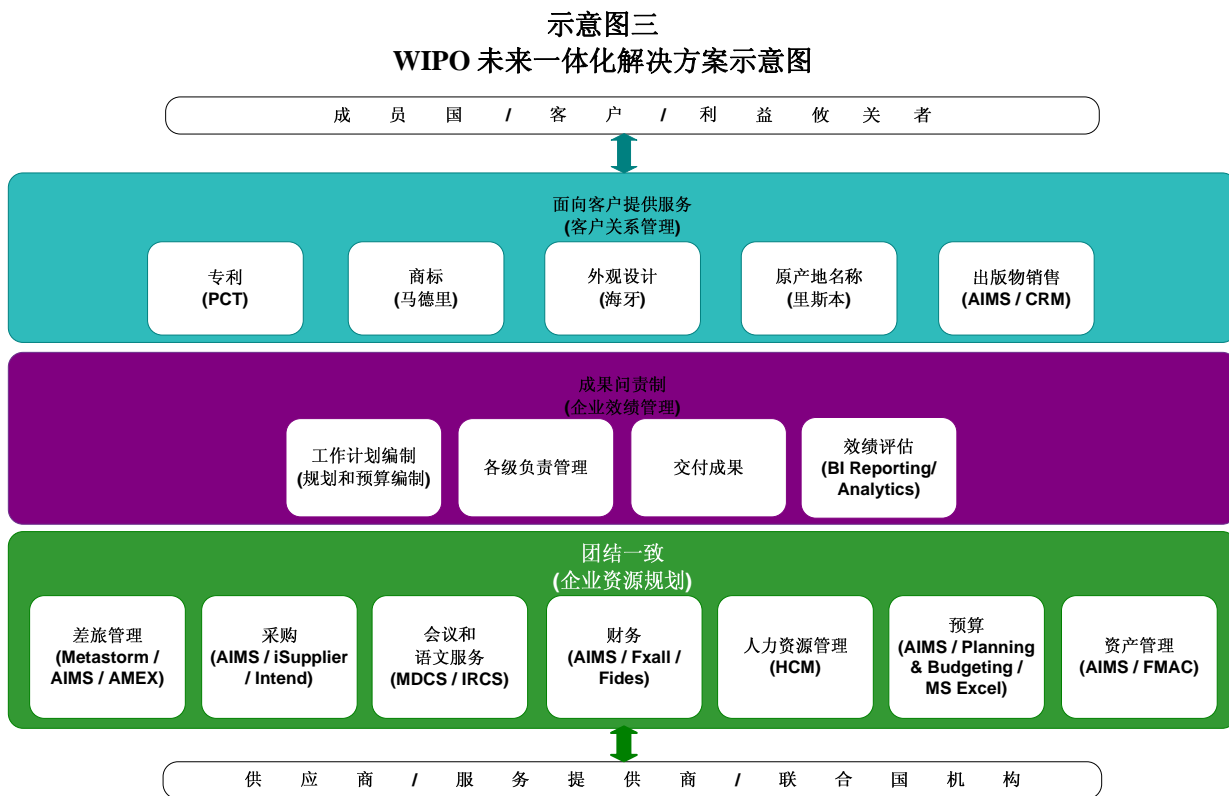 示意图三
WIPO 未来一体化解决方案示意图
成 员 国 / 客 户 / 利 益 攸 关 者
面向客户提供服务
(客户关系管理)
专利
(PCT)
商标
(马德里)
外观设计
(海牙)
原产地名称
(里斯本)
出版物销售
(AIMS / CRM)
成果问责制
(企业效绩管理)
工作计划编制
(规划和预算编制)
各级负责管理
交付成果
效绩评估
(BI Reporting/
Analytics)
团结一致
(企业资源规划)
差旅管理
(Metastorm /
AIMS / AMEX)
采购
(AIMS / iSupplier
/ Intend)
会议和
语文服务
(MDCS / IRCS)
财务
(AIMS / Fxall /
Fides)
人力资源管理
(HCM)
预算
(AIMS / Planning
& Budgeting /
MS Excel)
资产管理
(AIMS / FMAC)
供 应 商 / 服 务 提 供 商 / 联 合 国 机 构